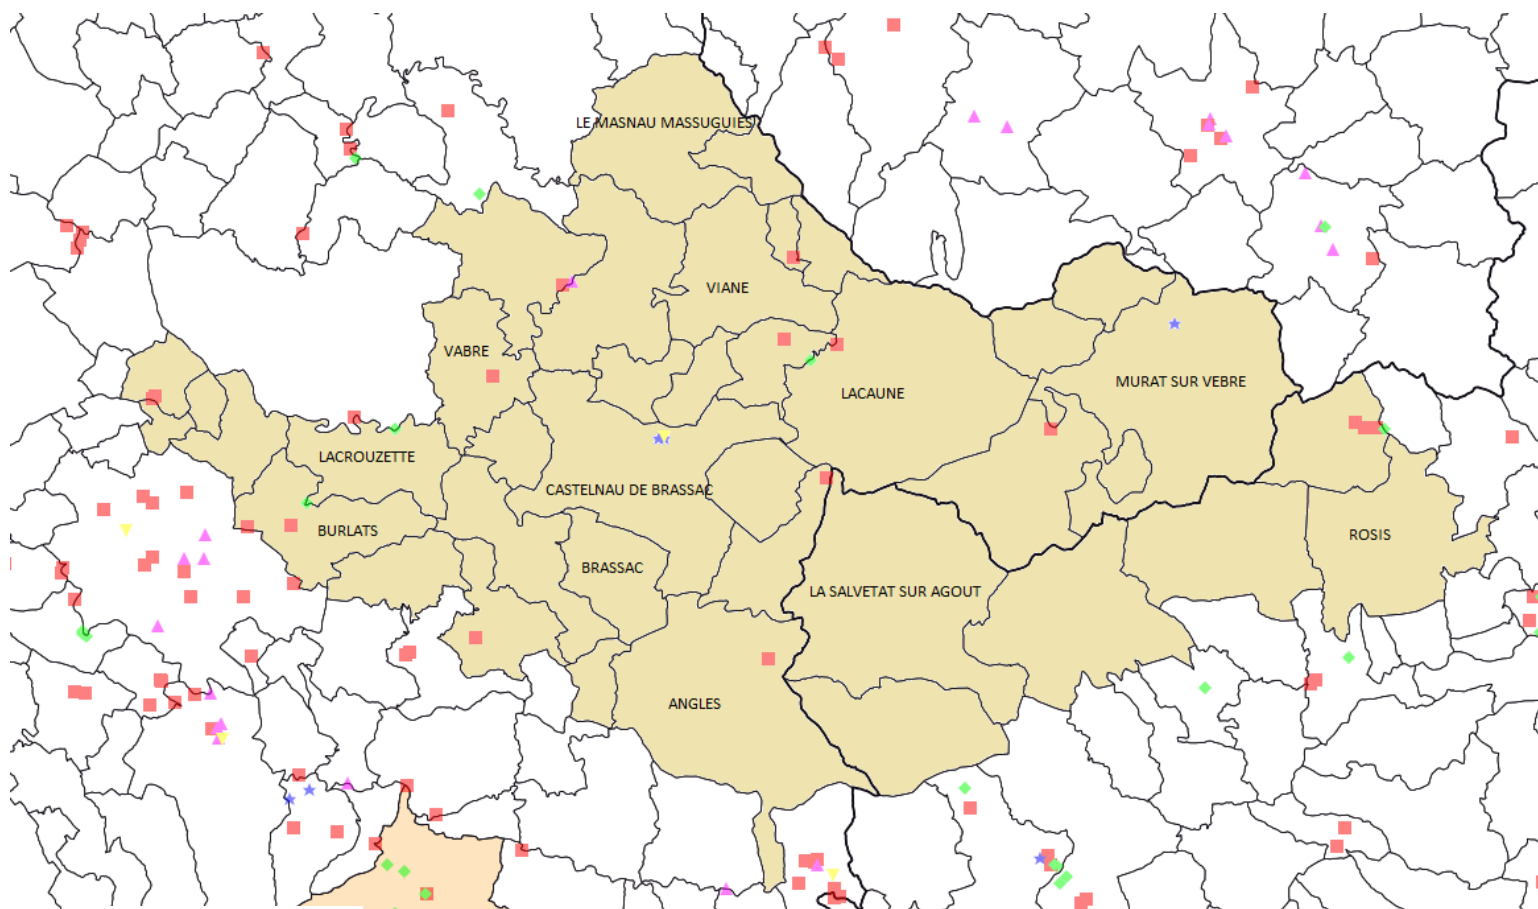 LE MASNAU MASSUGUIES
VIANE
VABRE
MURAT SUR VEBRE
LACAUNE
LACROUZETTE
CASTELNAU DE BRASSAC
BURLATS
ROSIS
BRASSAC
LA SALVETAT SUR AGOUT
ANGLES